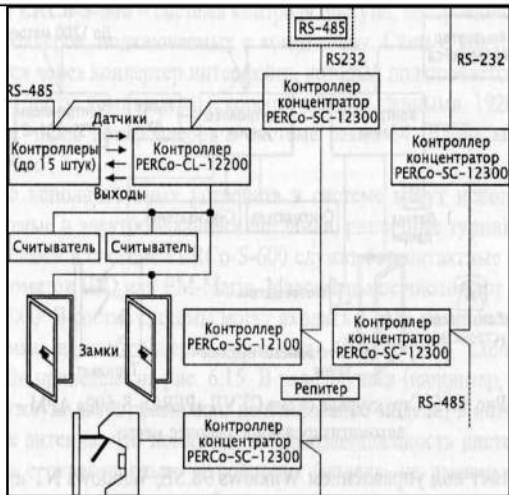 RS-485
RS232
RS-232
Контроллер
концентратор
PERCo-SC-12300
Контроллер
концентратор
PERCo-SC-12300
RS-485
Датчики
Контроллеры
(до 15 штук)
Контроллер
PERCo-CL-12200
Выходы
Считыватель
Считыватель
Замки
Контроллер
PERCo-SC-12100
Контроллер
концентратор
PERCo-SC-12300
Репитер
RS-485
Контроллер
концентратор
PERCo-SC-12300